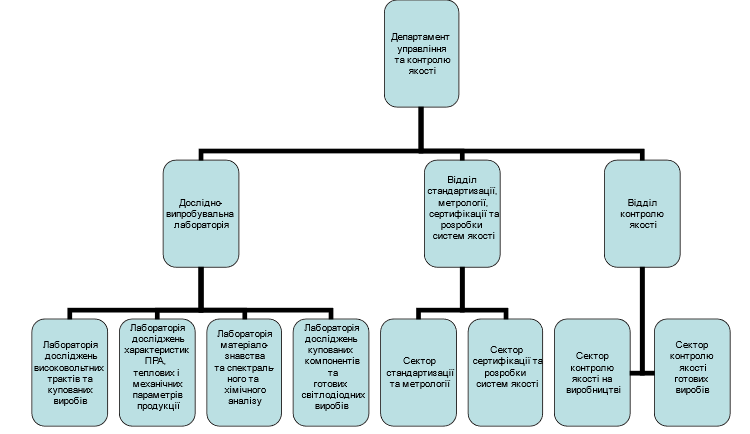 Департамент
управління
та контролю
якості
Дослідно-
випробувальна
лабораторія
Відділ
стандартизації,
метрології,
сертифікації та
розробки
систем якості
Відділ
контролю
якості
Лабораторія
досліджень
високовольтних
трактів та
купованих
виробів
Лабораторія
досліджень
характеристик
ПРА,
теплових і
механічних
параметрів
продукції
Лабораторія
матеріало-
знавства
та спектраль-
ного та
хімічного
аналізу
Лабораторія
досліджень
купованих
компонентів
та
готових
світлодіодних
виробів
Сектор
стандартизації
та метрології
Сектор
сертифікації та
розробки
систем якості
Сектор
контролю
якості на
виробництві
Сектор
контролю
якості
готових
виробів